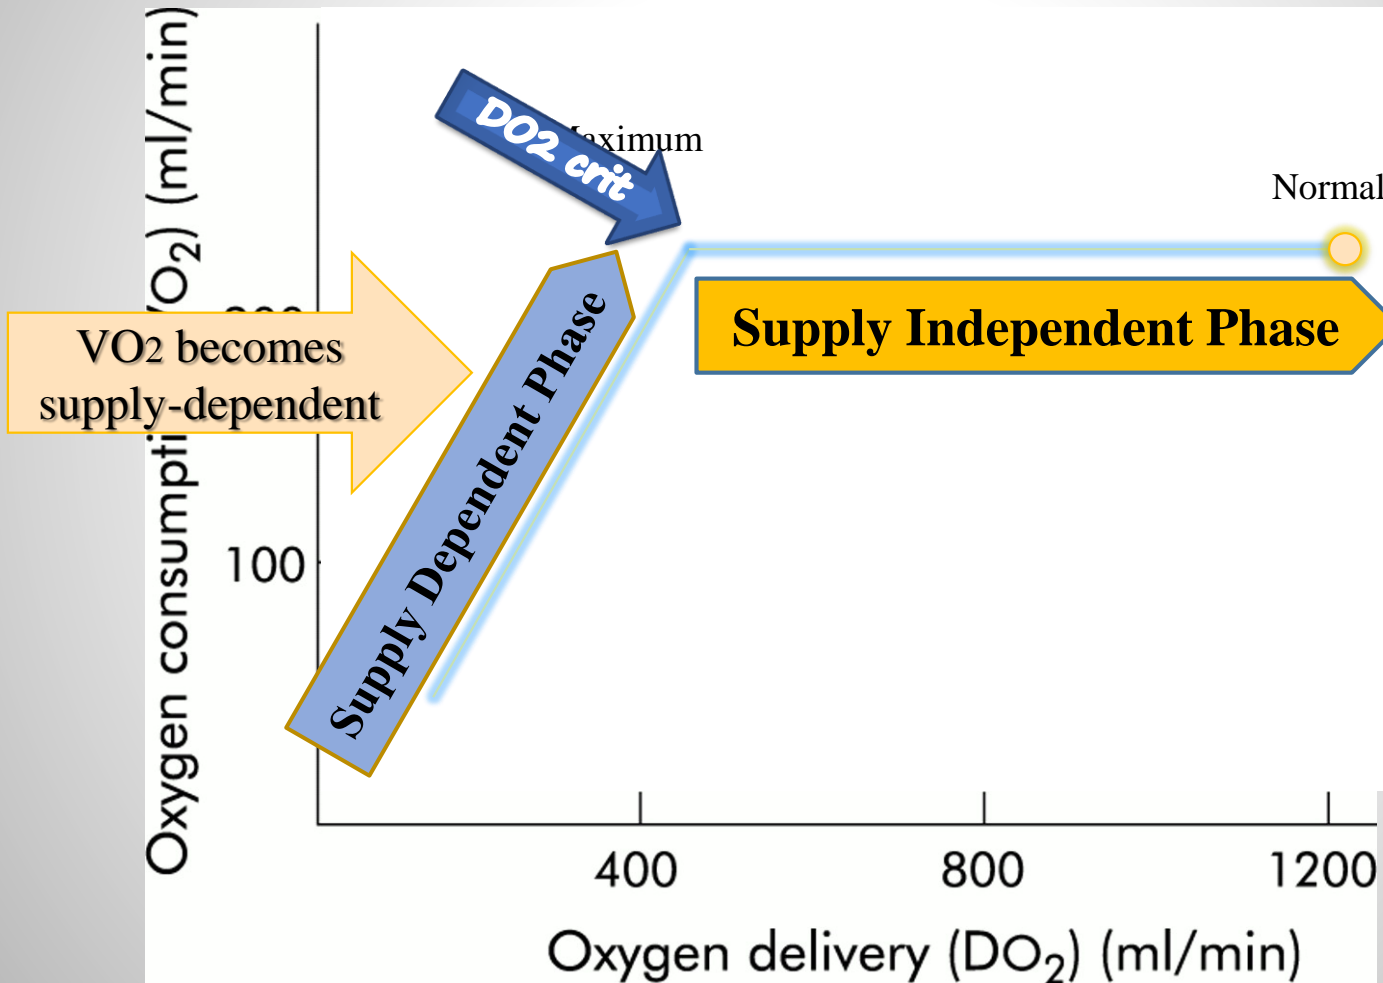 DO2 crit
Maximum
Normal
Supply Independent Phase
VO2 becomes
supply-dependent
Supply Dependent Phase
100
400
800
1200
Oxygen delivery (DO₂) (ml/min)
Oxygen consumpti
O₂) (ml/min)